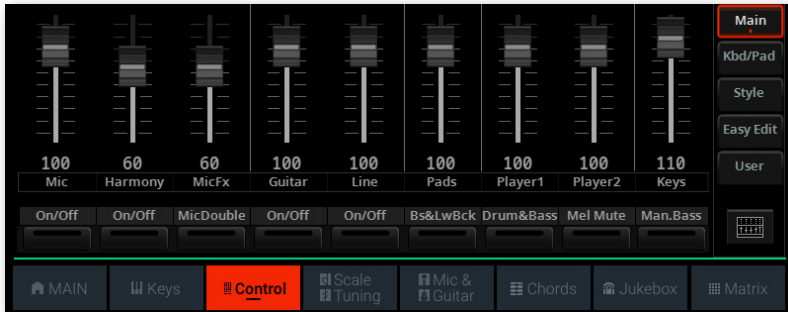 Main
Kbd/Pad
Style
Easy Edit
User
100 60 60 100 100 100 100 100 110
Mic Harmony MicFx Guitar Line Pads Player1 Player2 Keys
On/Off On/Off MicDouble On/Off On/Off Bs&LwBck Drum&Bass Mel Mute Man.Bass
MAIN Keys Control Scale Tuning Mic & Guitar Chords Jukebox Matrix